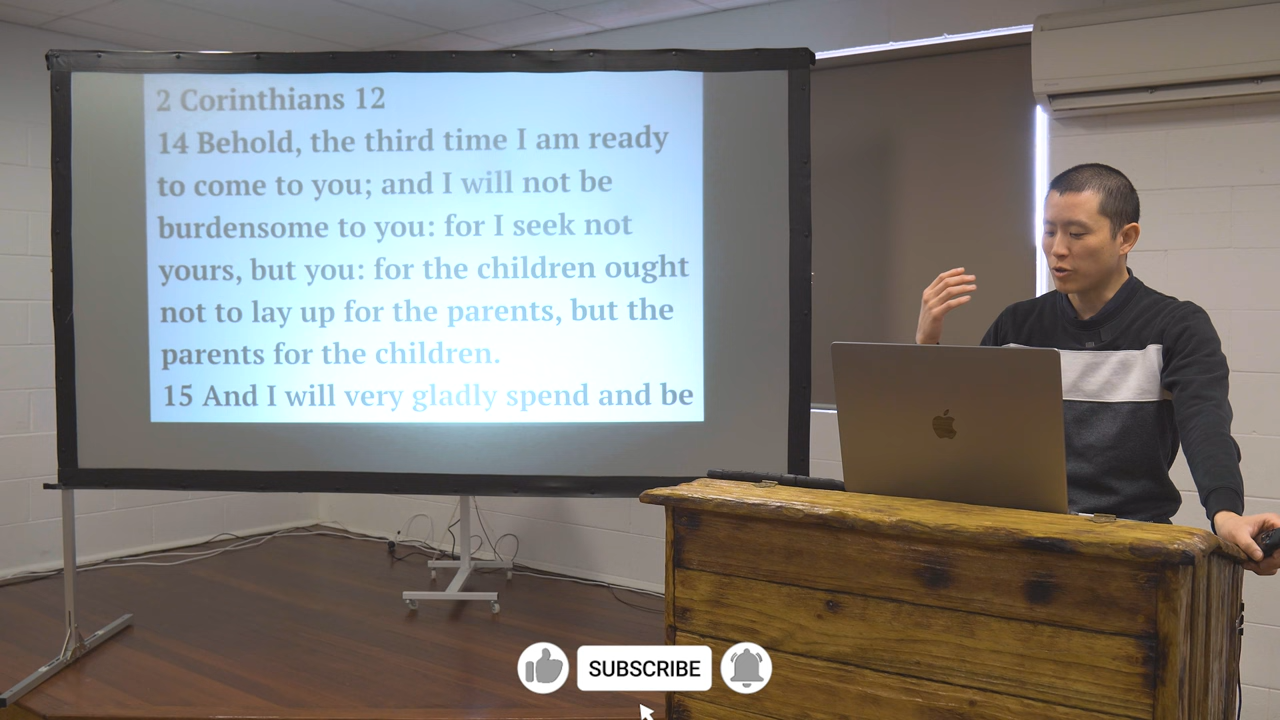 2 Corinthians 12
14 Behold, the third time I am ready
to come to you; and I will not be
burdensome to you: for I seek not
yours, but you: for the children ought
not to lay up for the parents, but the
parents for the children.
15 And I will very gladly spend and be
SUBSCRIBE